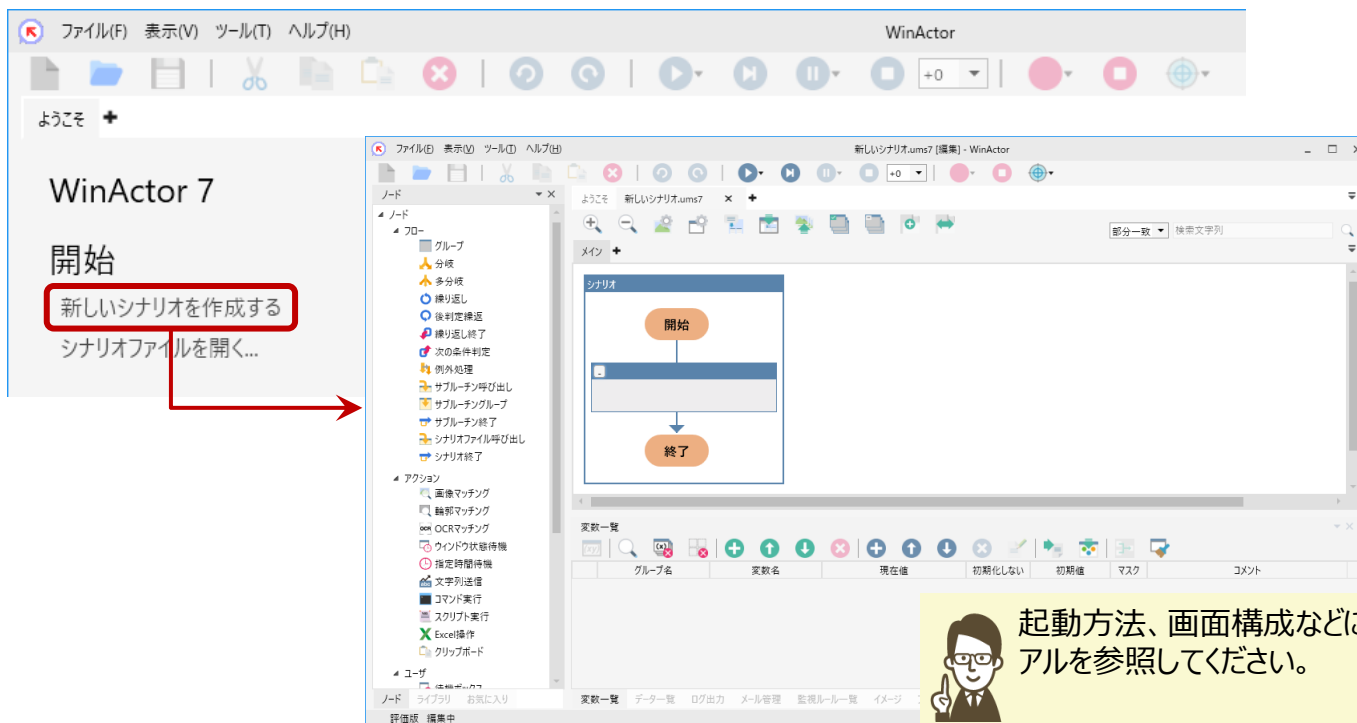 ファイル(F) 表示(V) ツール(T) ヘルプ(H) WinActor
+0
ようこそ
WinActor 7
開始
新しいシナリオを作成する
シナリオファイルを開く...
ファイル(F) 表示(V) ツール(T) ヘルプ(H) 新しいシナリオ.ums7 [編集] - WinActor
+0
ノード
ノード
フロー
グループ
分岐
多分岐
繰り返し
後判定繰返
繰り返し終了
次の条件判定
例外処理
サブルーチン呼び出し
サブルーチングループ
サブルーチン終了
シナリオファイル呼び出し
シナリオ終了
アクション
画像マッチング
輪郭マッチング
OCRマッチング
ウィンドウ状態待機
指定時間待機
文字列送信
コマンド実行
スクリプト実行
Excel操作
クリップボード
ユーザ
ノード ライブラリ お気に入り
評価版 編集中
ようこそ 新しいシナリオ.ums7
部分一致 検索文字列
メイン
シナリオ
開始
終了
変数一覧
グループ名 変数名 現在値 初期化しない 初期値 マスク コメント
変数一覧 データ一覧 ログ出力 メール管理 監視ルール一覧 イメージ
起動方法、画面構成などに
アルを参照してください。